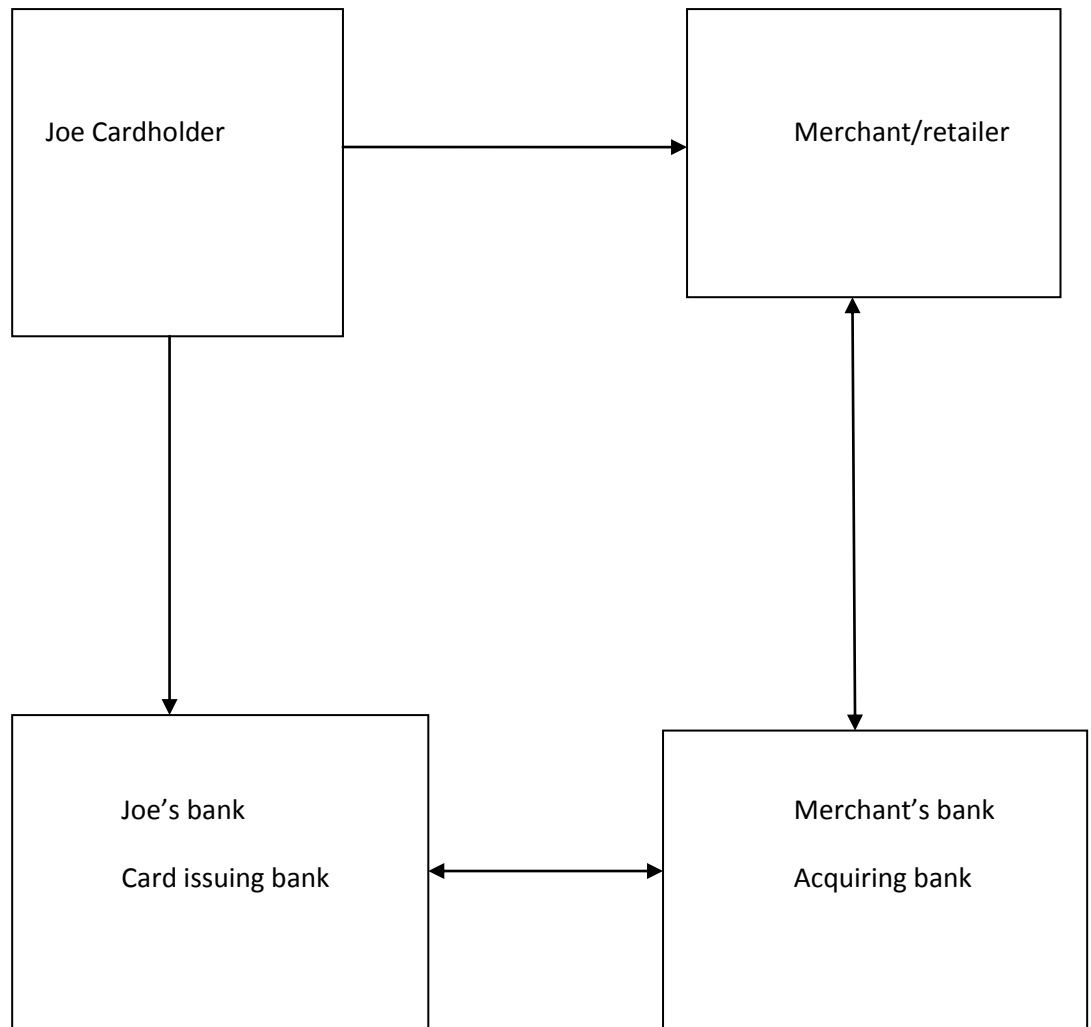 Joe Cardholder
Merchant/retailer
Joe’s bank
Card issuing bank
Merchant’s bank
Acquiring bank